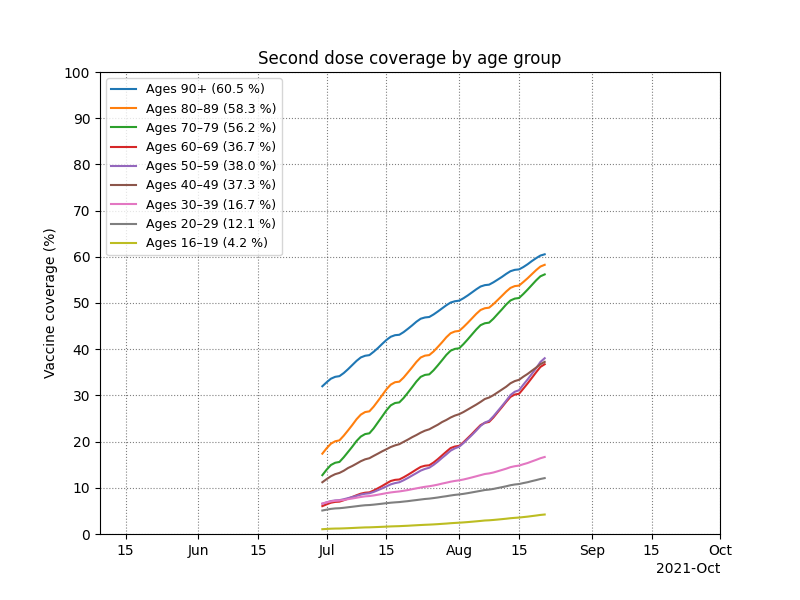 Second dose coverage by age group
Vaccine coverage (%)
100
90
80
70
60
50
40
30
20
10
0
Ages 90+ (60.5 %)
Ages 80–89 (58.3 %)
Ages 70–79 (56.2 %)
Ages 60–69 (36.7 %)
Ages 50–59 (38.0 %)
Ages 40–49 (37.3 %)
Ages 30–39 (16.7 %)
Ages 20–29 (12.1 %)
Ages 16–19 (4.2 %)
15 Jun 15 Jul 15 Aug 15 Sep 15 Oct
2021-Oct